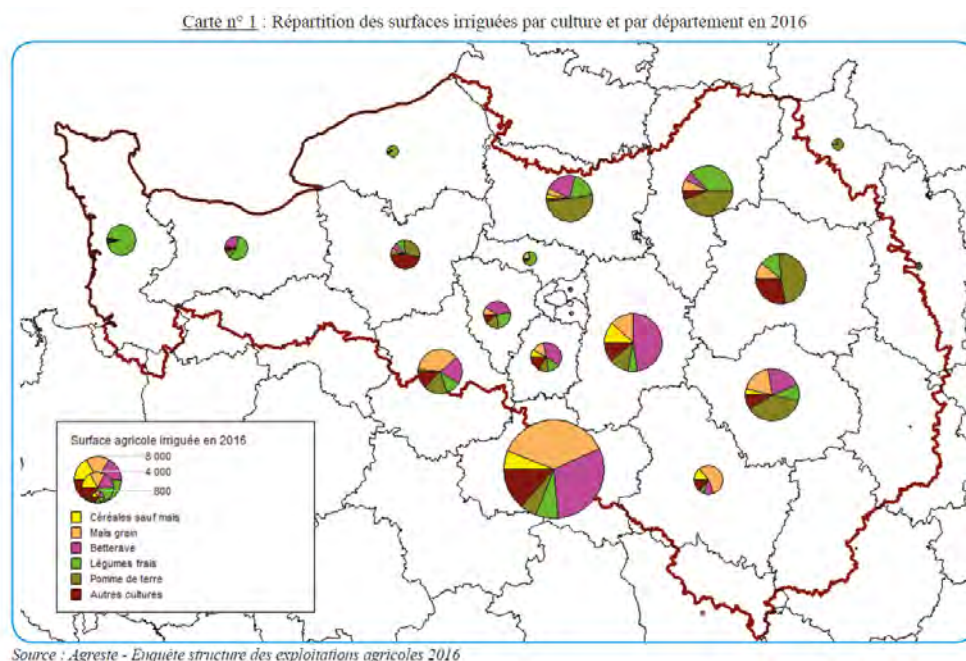 Carte n° 1 : Répartition des surfaces irriguées par culture et par département en 2016
Surface agricole irriguée en 2016
8 000
4 000
800
Céréales sauf maïs
Maïs grain
Betterave
Légumes frais
Pomme de terre
Autres cultures
Source : Agreste - Enquête structure des exploitations agricoles 2016